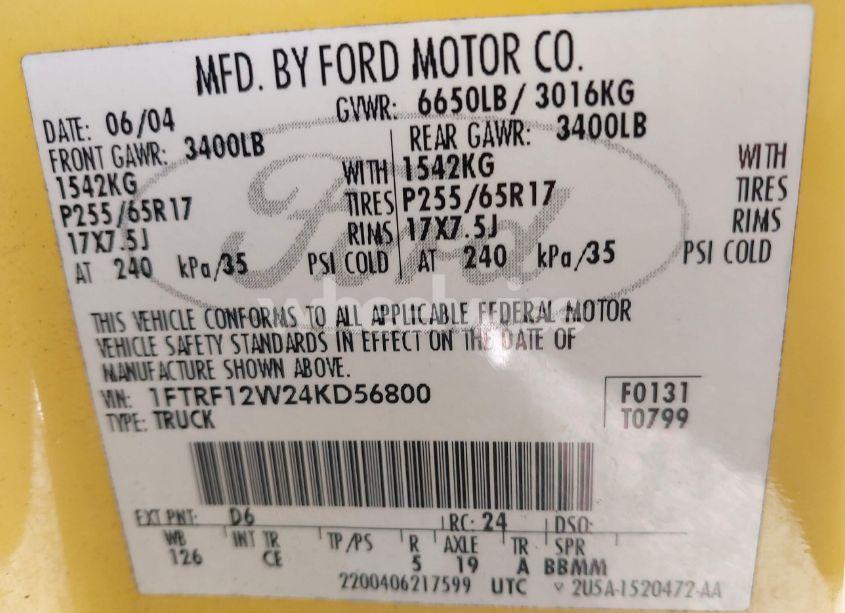 MFD. BY FORD MOTOR CO.
DATE: 06/04 GVWR: 6650LB/ 3016KG
FRONT GAWR: 3400LB REAR GAWR: 3400LB
1542KG WITH 1542KG WITH
P255/65R17 TIRES P255/65R17 TIRES
17X7.5J RIMS 17X7.5J RIMS
AT 240 kPa/35 PSI COLD AT 240 kPa/35 PSI COLD
Ford
THIS VEHICLE CONFORMS TO ALL APPLICABLE FEDERAL MOTOR
VEHICLE SAFETY STANDARDS IN EFFECT ON THE DATE OF
MANUFACTURE SHOWN ABOVE.
VIN: 1FTRF12W24KD56800 F0131
TYPE: TRUCK T0799
EXT PNT: D6 RC: 24 DSO:
WB INT TR TP/PS R AXLE TR SPR
126 CE 5 19 A BBMM
2200406217599 UTC 2U5A-1520472-AA